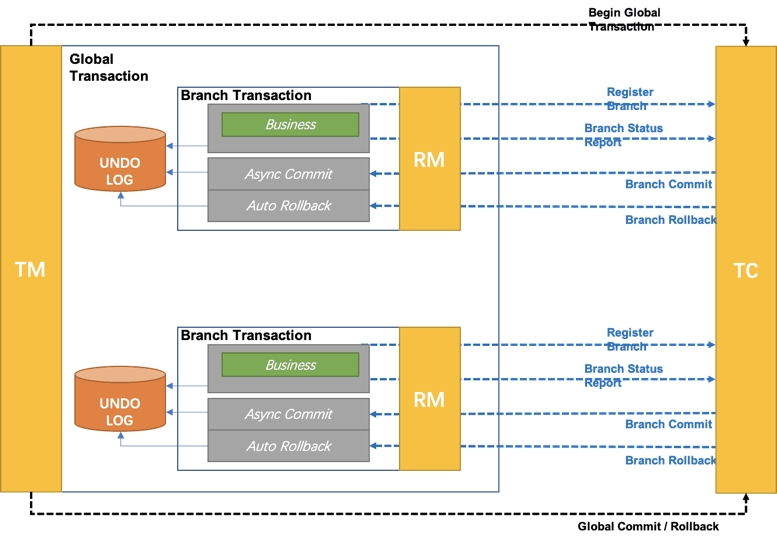 Begin Global
Transaction
Global
Transaction
TM
TC
Branch Transaction
Business
UNDO
LOG
Async Commit
Auto Rollback
RM
Register
Branch
Branch Status
Report
Branch Commit
Branch Rollback
Branch Transaction
Business
UNDO
LOG
Async Commit
Auto Rollback
RM
Register
Branch
Branch Status
Report
Branch Commit
Branch Rollback
Global Commit / Rollback